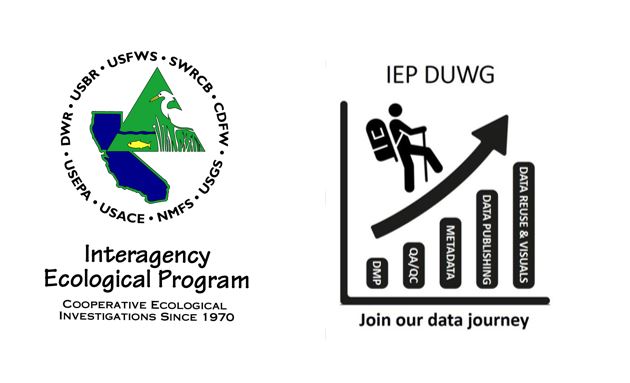 DWR • USBR • USFWS • SWRCB • CDFW • USGS • NMFS • USACE • USEPA •
Interagency
Ecological Program
COOPERATIVE ECOLOGICAL
INVESTIGATIONS SINCE 1970
IEP DUWG
DMP
QA/QC
METADATA
DATA PUBLISHING
DATA REUSE & VISUALS
Join our data journey